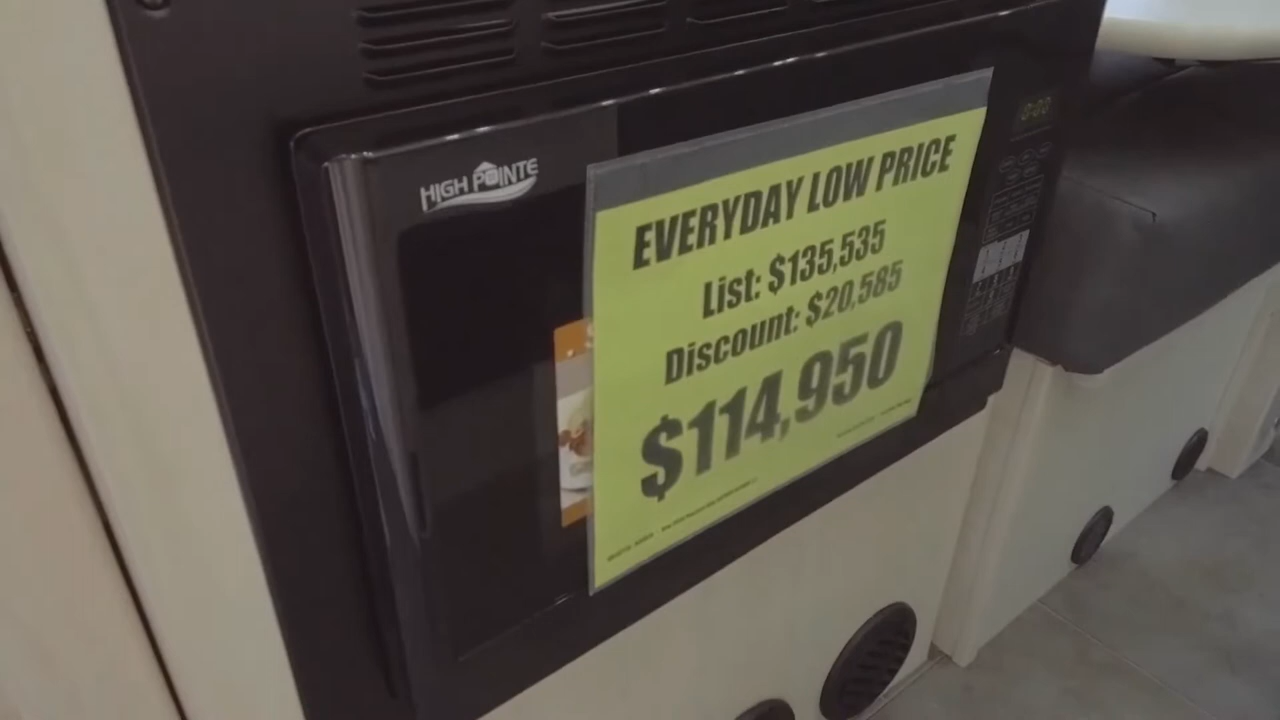 HIGH POINTE
EVERYDAY LOW PRICE
List: $135,535
Discount: $20,585
$114,950